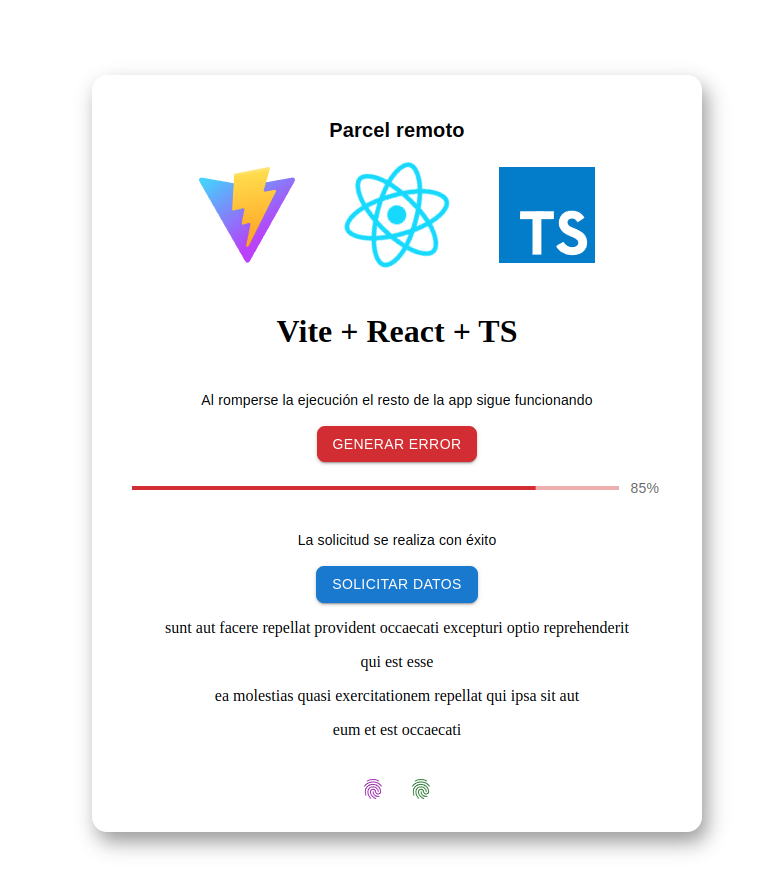 Parcel remoto
TS
Vite + React + TS
Al romperse la ejecución el resto de la app sigue funcionando
GENERAR ERROR
85%
La solicitud se realiza con éxito
SOLICITAR DATOS
sunt aut facere repellat provident occaecati excepturi optio reprehenderit
qui est esse
ea molestias quasi exercitationem repellat qui ipsa sit aut
eum et est occaecati